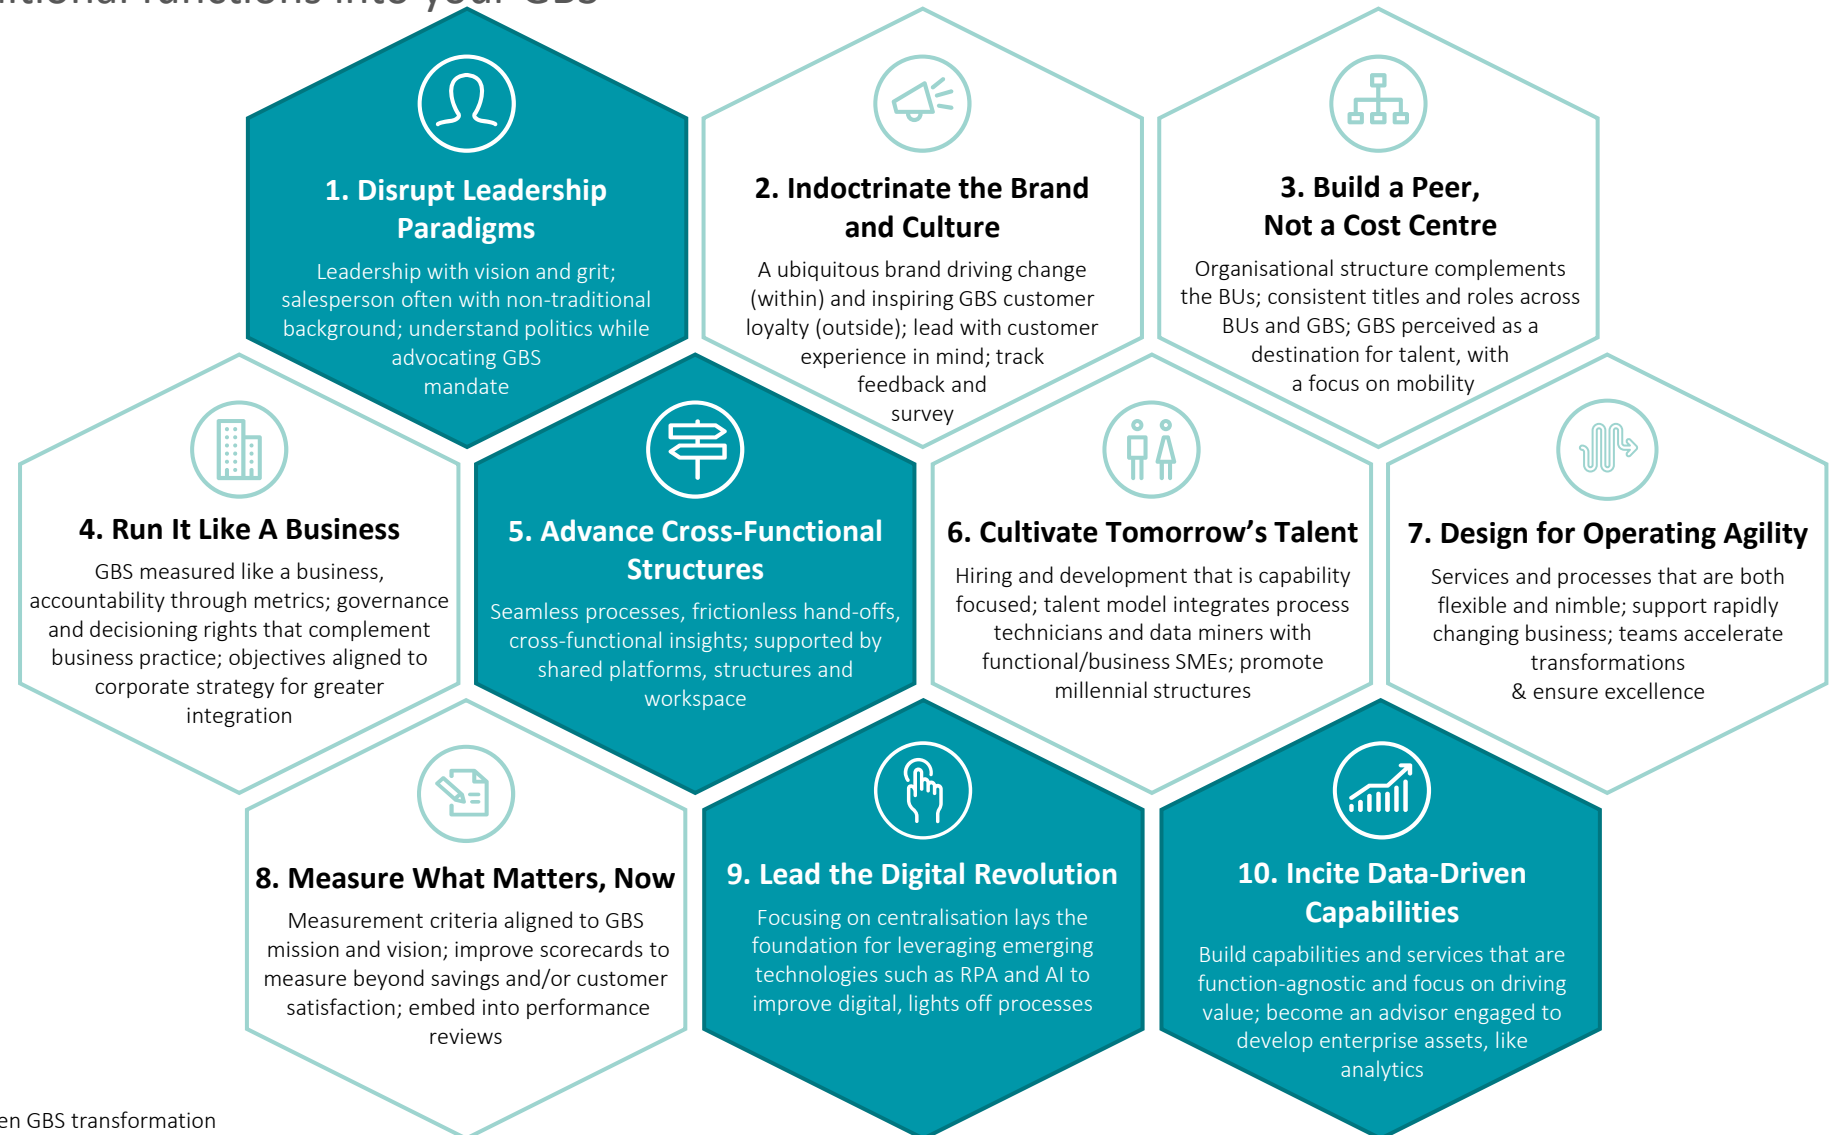 functions into your GBS
1. Disrupt Leadership
Paradigms
Leadership with vision and grit;
salesperson often with non-traditional
background; understand politics while
advocating GBS
mandate
2. Indoctrinate the Brand
and Culture
A ubiquitous brand driving change
(within) and inspiring GBS customer
loyalty (outside); lead with customer
experience in mind; track
feedback and
survey
3. Build a Peer,
Not a Cost Centre
Organisational structure complements
the BUs; consistent titles and roles across
BUs and GBS; GBS perceived as a
destination for talent, with
a focus on mobility
4. Run It Like A Business
GBS measured like a business,
accountability through metrics; governance
and decisioning rights that complement
business practice; objectives aligned to
corporate strategy for greater
integration
5. Advance Cross-Functional
Structures
Seamless processes, frictionless hand-offs,
cross-functional insights; supported by
shared platforms, structures and
workspace
6. Cultivate Tomorrow’s Talent
Hiring and development that is capability
focused; talent model integrates process
technicians and data miners with
functional/business SMEs; promote
millennial structures
7. Design for Operating Agility
Services and processes that are both
flexible and nimble; support rapidly
changing business; teams accelerate
transformations
& ensure excellence
8. Measure What Matters, Now
Measurement criteria aligned to GBS
mission and vision; improve scorecards to
measure beyond savings and/or customer
satisfaction; embed into performance
reviews
9. Lead the Digital Revolution
Focusing on centralisation lays the
foundation for leveraging emerging
technologies such as RPA and AI to
improve digital, lights off processes
10. Incite Data-Driven
Capabilities
Build capabilities and services that are
function-agnostic and focus on driving
value; become an advisor engaged to
develop enterprise assets, like
analytics
en GBS transformation